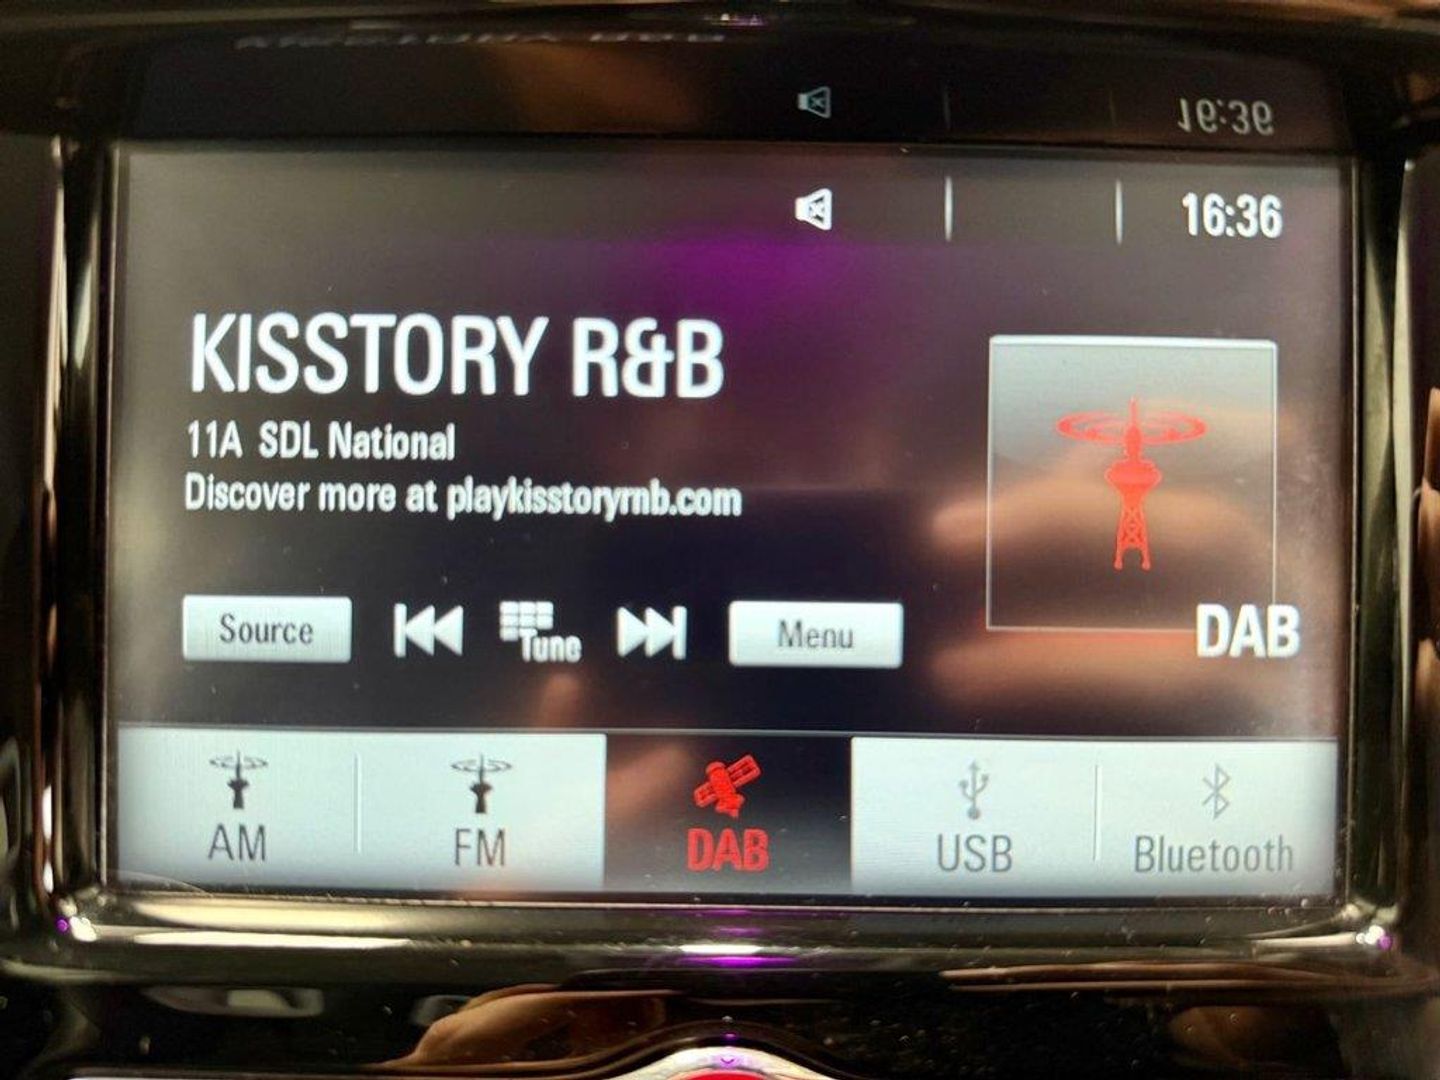 16:36
KISSTORY R&B
11A SDL National
Discover more at playkisstoryrnb.com
Source
Tune
Menu
DAB
AM
FM
DAB
USB
Bluetooth